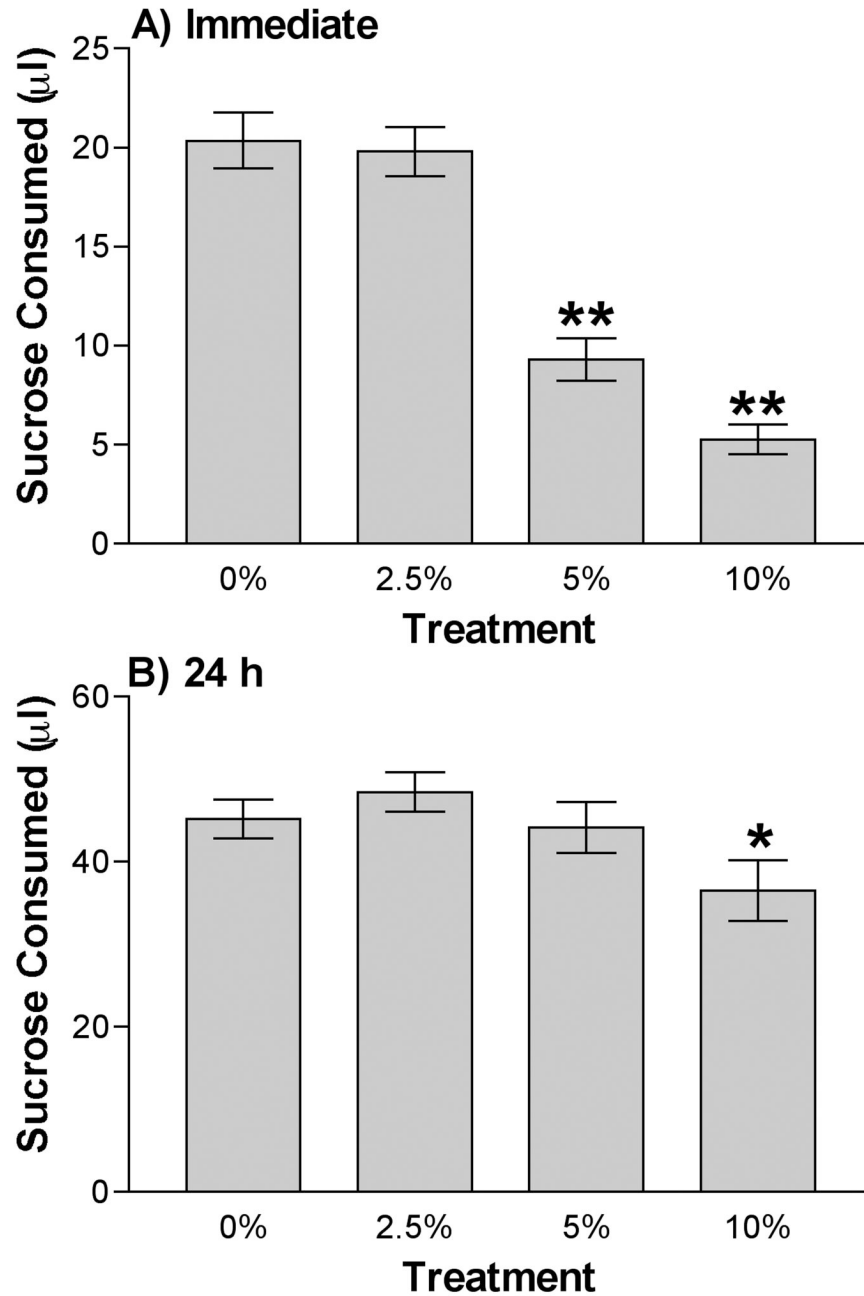 A) Immediate
Sucrose Consumed (µl)
25
20
15
10
5
0
**
**
0% 2.5% 5% 10%
Treatment
B) 24 h
Sucrose Consumed (µl)
60
40
20
0
*
0% 2.5% 5% 10%
Treatment